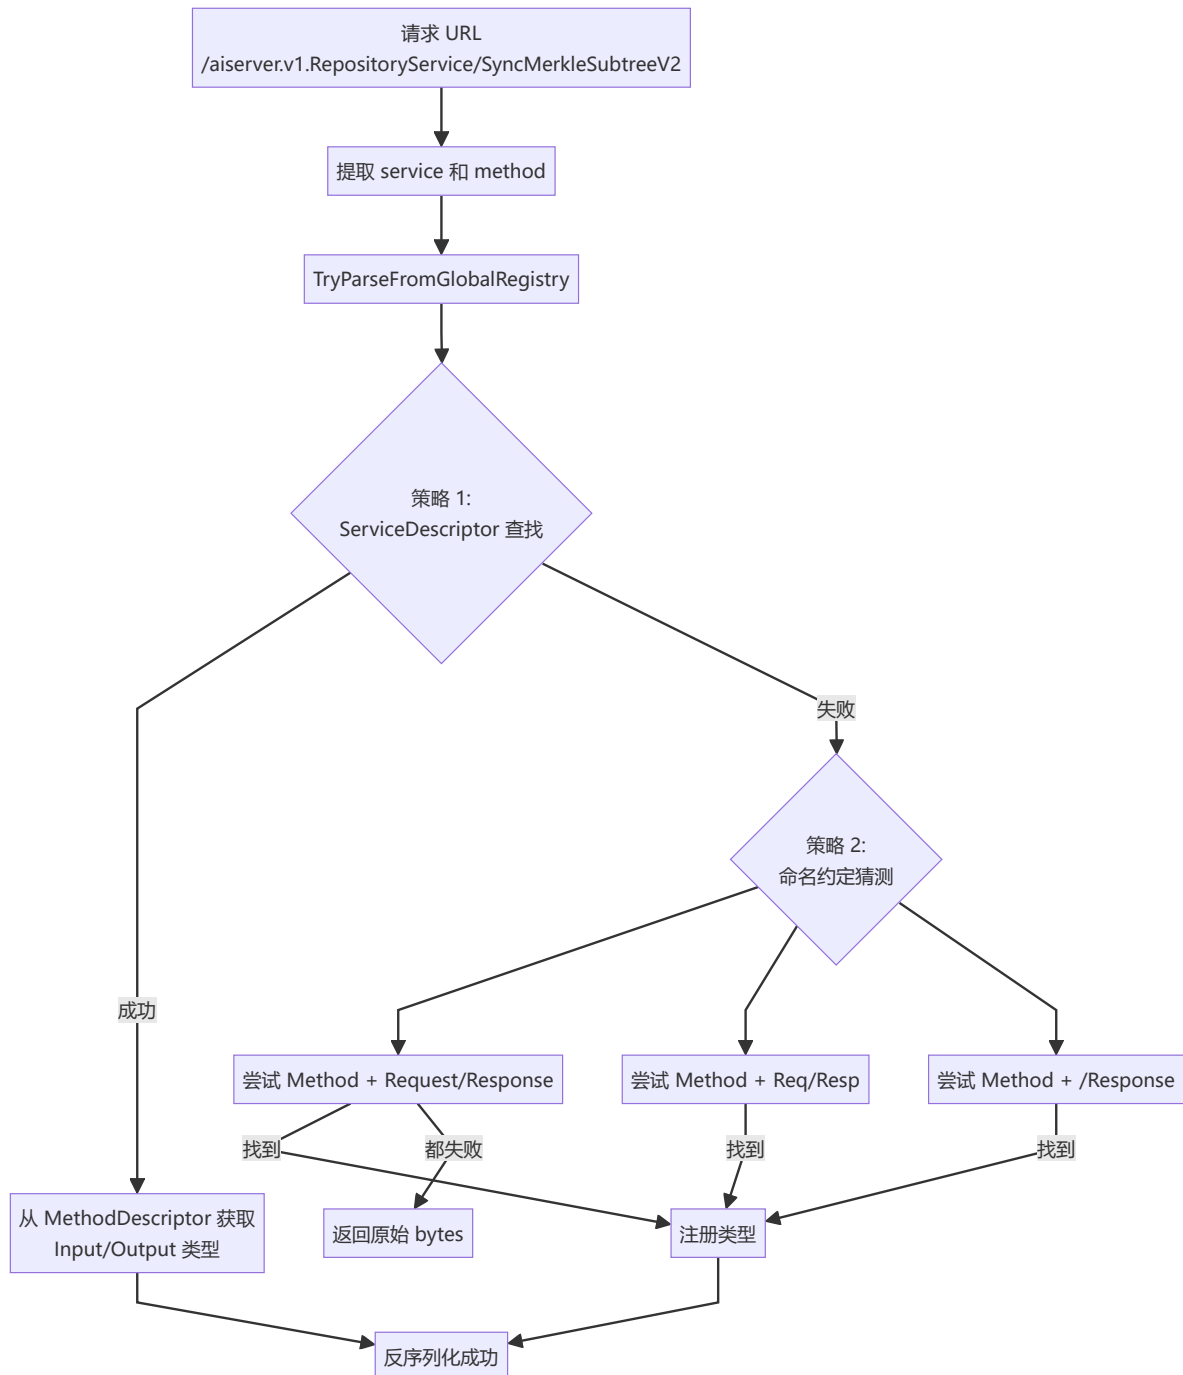 请求 URL
/aiserver.v1.RepositoryService/SyncMerkleSubtreeV2
提取 service 和 method
TryParseFromGlobalRegistry
策略 1:
ServiceDescriptor 查找
失败
策略 2:
命名约定猜测
成功
尝试 Method + Request/Response
尝试 Method + Req/Resp
尝试 Method + /Response
找到
都失败
找到
找到
从 MethodDescriptor 获取
Input/Output 类型
返回原始 bytes
注册类型
反序列化成功